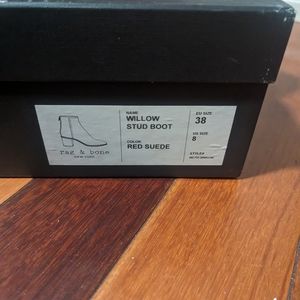 rag & bone
NEW YORK
NAME
WILLOW
STUD BOOT
COLOR
RED SUEDE
EU SIZE
38
US SIZE
8
STYLE#